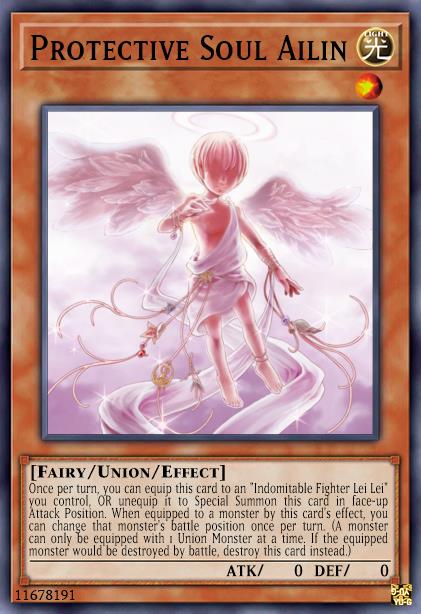 PROTECTIVE SOUL AILIN
LIGHT
光
[FAIRY/UNION/EFFECT]
Once per turn, you can equip this card to an "Indomitable Fighter Lei Lei"
you control, OR unequip it to Special Summon this card in face-up
Attack Position. When equipped to a monster by this card's effect, you
can change that monster's battle position once per turn. (A monster
can only be equipped with 1 Union Monster at a time. If the equipped
monster would be destroyed by battle, destroy this card instead.)
ATK/ 0 DEF/ 0
11678191